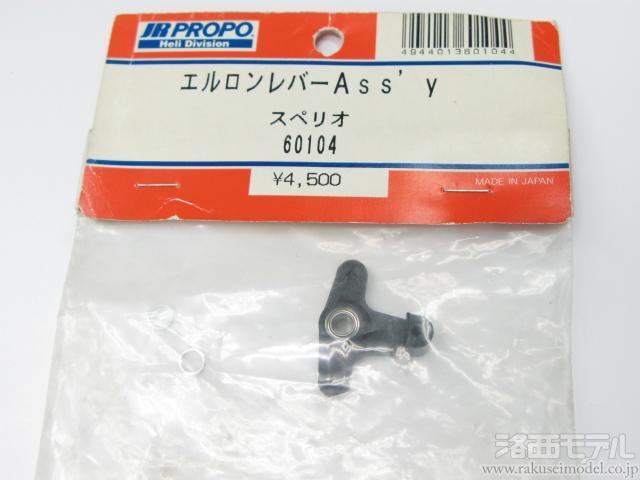 JR PROPO
Heli Division
4944013601044
エルロンレバーAss'y
スペリオ
60104
¥4,500
MADE IN JAPAN
洛西モデル
www.rakuseimodel.co.jp